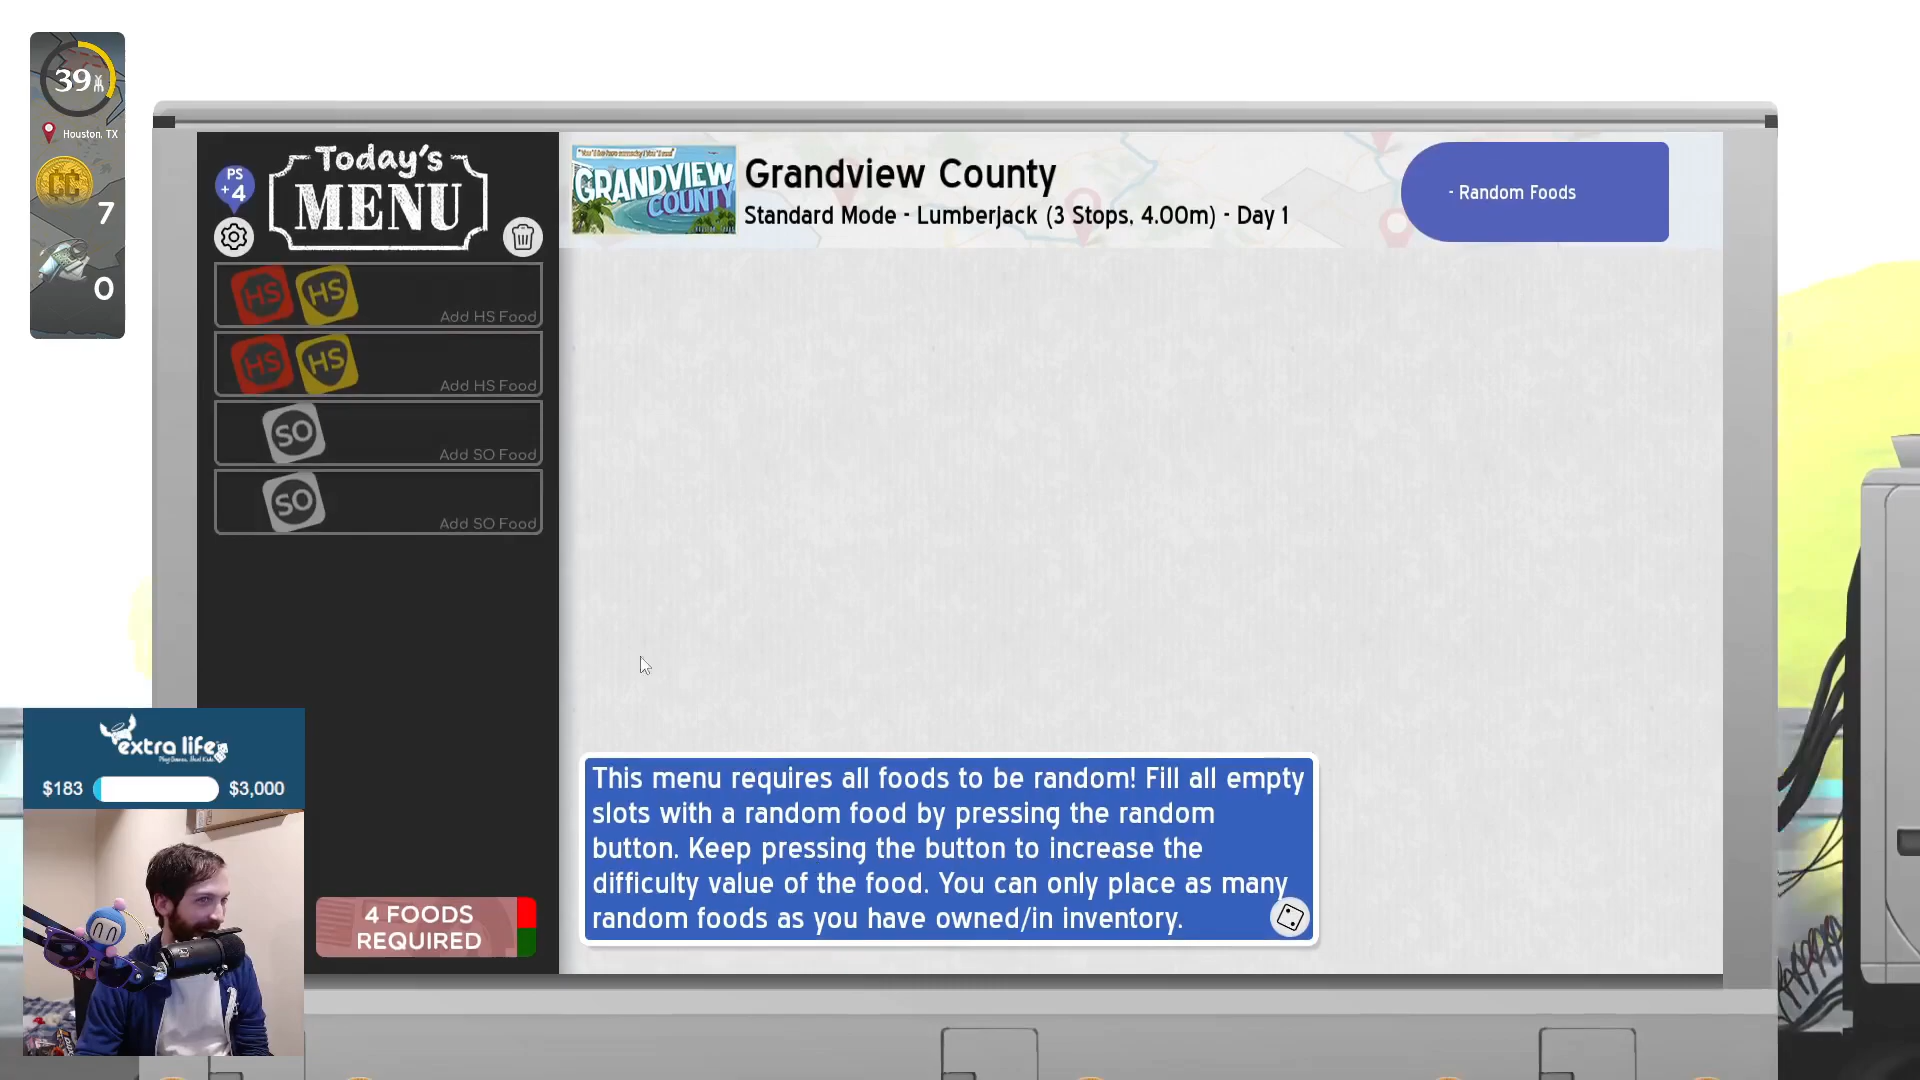 39
Houston, TX
7
0
PS
+4
Today's
MENU
HS HS
Add HS Food
HS HS
Add HS Food
SO
Add SO Food
SO
Add SO Food
4 FOODS
REQUIRED
GRANDVIEW
COUNTY
Grandview County
Standard Mode - Lumberjack (3 Stops, 4.00m) - Day 1
- Random Foods
This menu requires all foods to be random! Fill all empty
slots with a random food by pressing the random
button. Keep pressing the button to increase the
difficulty value of the food. You can only place as many
random foods as you have owned/in inventory.
extra life
$183
$3,000